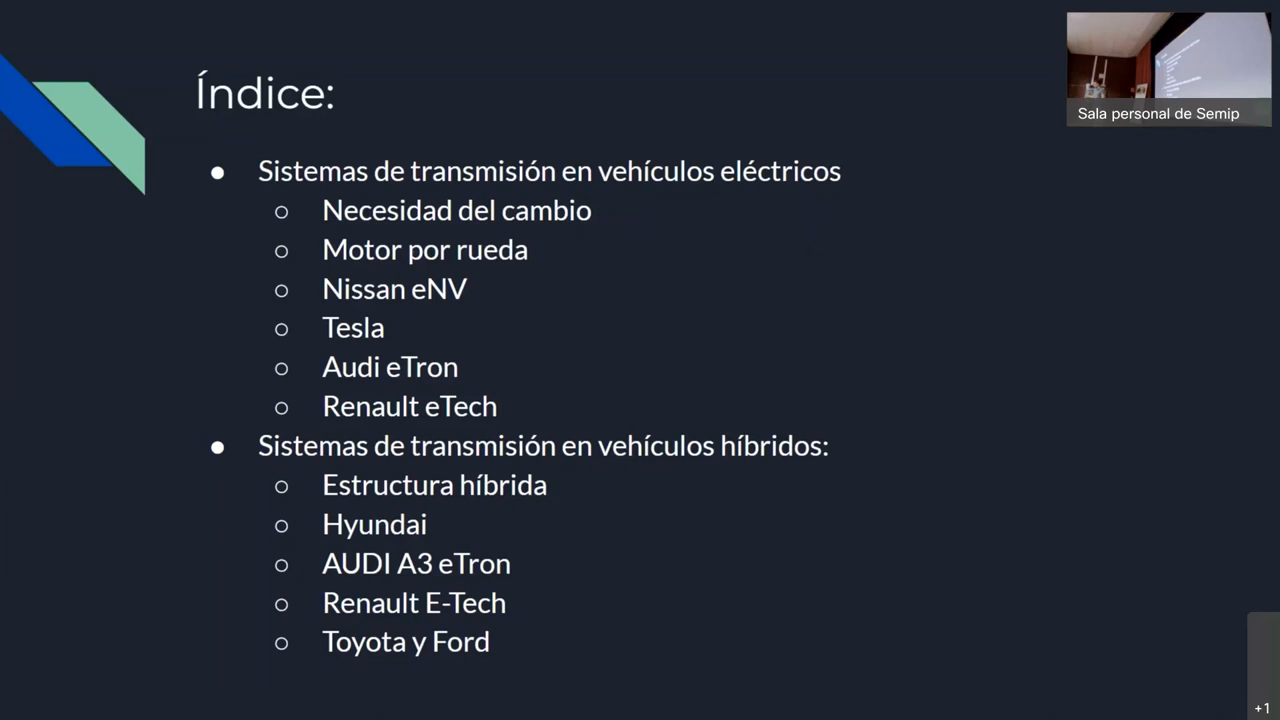 Índice:
Sala personal de Semip
● Sistemas de transmisión en vehículos eléctricos
○ Necesidad del cambio
○ Motor por rueda
○ Nissan eNV
○ Tesla
○ Audi eTron
○ Renault eTech
● Sistemas de transmisión en vehículos híbridos:
○ Estructura híbrida
○ Hyundai
○ AUDI A3 eTron
○ Renault E-Tech
○ Toyota y Ford
+1